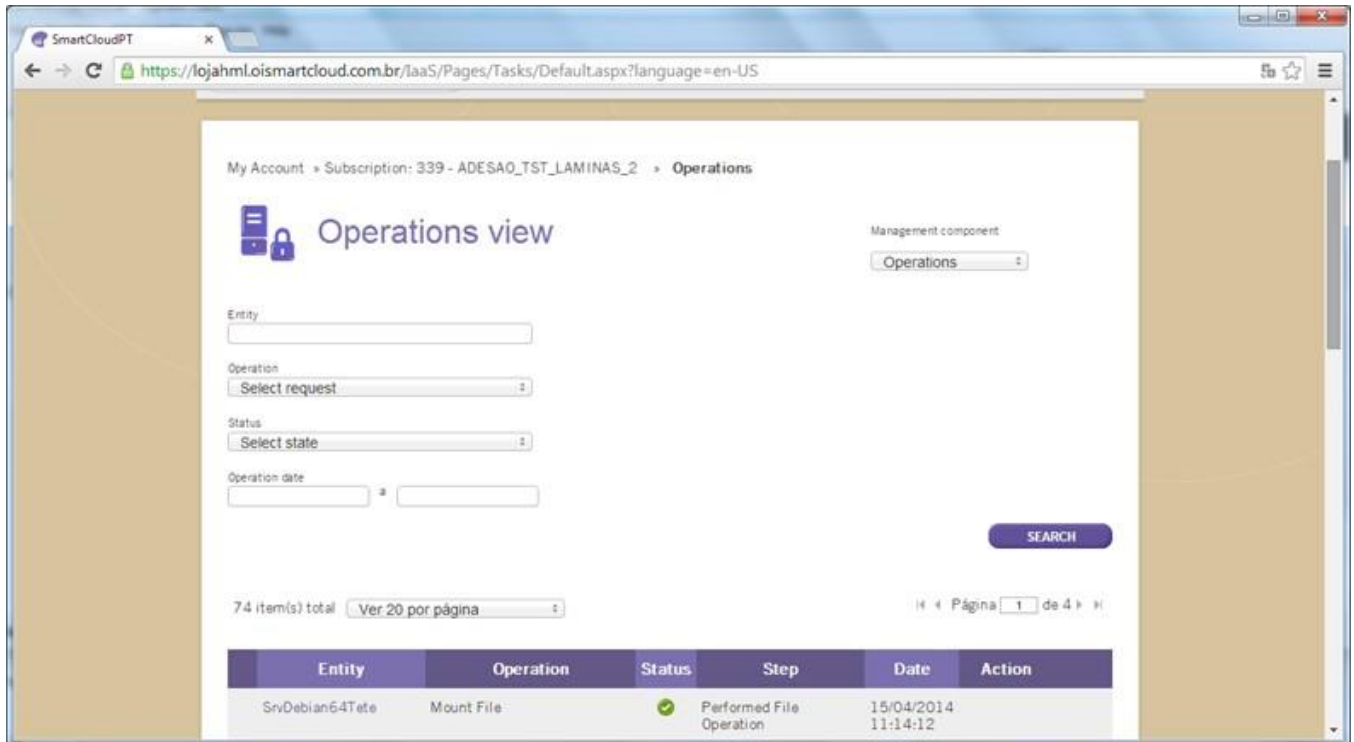 SmartCloudPT
https://lojahml.oismartcloud.com.br/IaaS/Pages/Tasks/Default.aspx?language=en-US
My Account » Subscription: 339 - ADESAO_TST_LAMINAS_2 » Operations
Operations view
Management component
Operations
Entity
Operation
Select request
Status
Select state
Operation date
a
SEARCH
74 item(s) total Ver 20 por página Página 1 de 4
Entity Operation Status Step Date Action
SrvDebian64Tete Mount File Performed File 15/04/2014
Operation 11:14:12